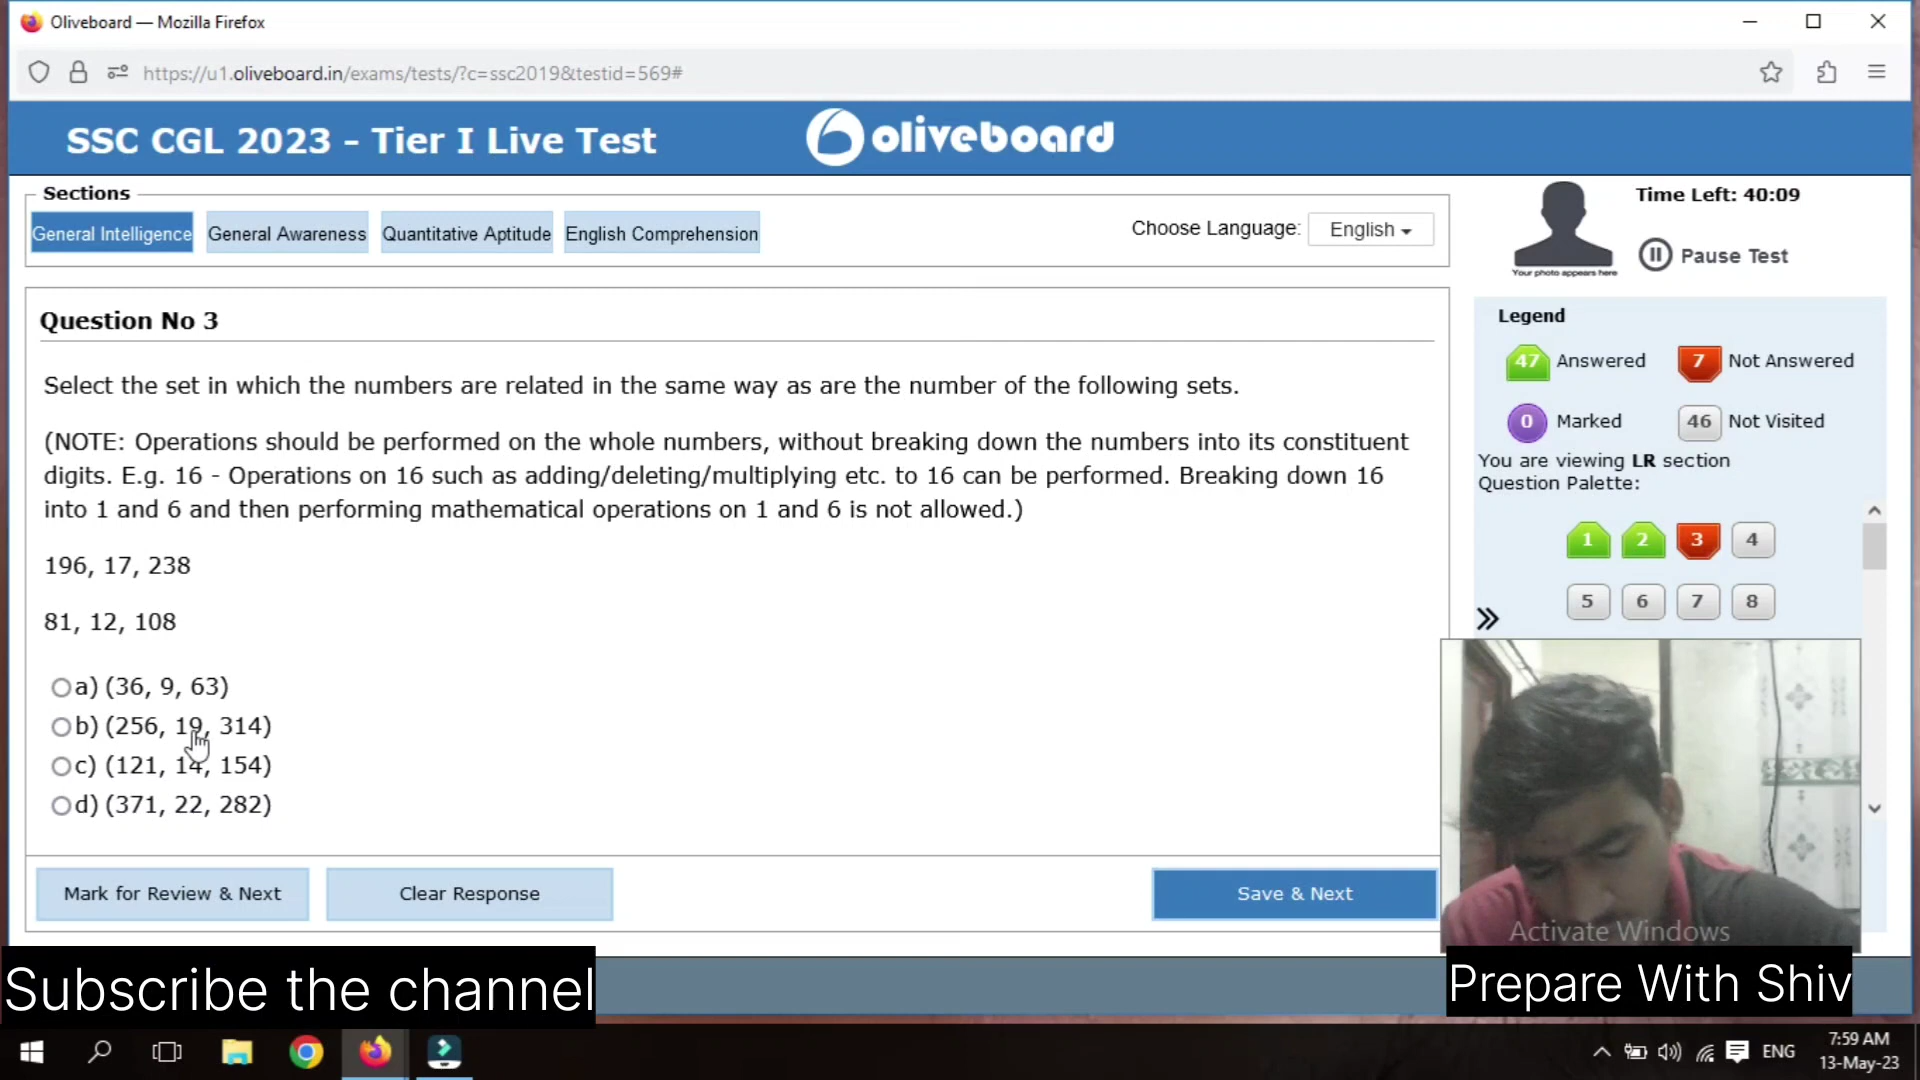 Oliveboard — Mozilla Firefox
https://u1.oliveboard.in/exams/tests/?c=ssc2019&testid=569#
SSC CGL 2023 - Tier I Live Test
oliveboard
Sections
General Intelligence
General Awareness
Quantitative Aptitude
English Comprehension
Choose Language:
English
Your photo appears here
Time Left: 40:09
Pause Test
Question No 3
Select the set in which the numbers are related in the same way as are the number of the following sets.
(NOTE: Operations should be performed on the whole numbers, without breaking down the numbers into its constituent
digits. E.g. 16 - Operations on 16 such as adding/deleting/multiplying etc. to 16 can be performed. Breaking down 16
into 1 and 6 and then performing mathematical operations on 1 and 6 is not allowed.)
196, 17, 238
81, 12, 108
a) (36, 9, 63)
b) (256, 19, 314)
c) (121, 14, 154)
d) (371, 22, 282)
Mark for Review & Next
Clear Response
Save & Next
Legend
47 Answered
7 Not Answered
0 Marked
46 Not Visited
You are viewing LR section
Question Palette:
1 2 3 4
5 6 7 8
Activate Windows
Subscribe the channel
Prepare With Shiv
ENG
7:59 AM
13-May-23